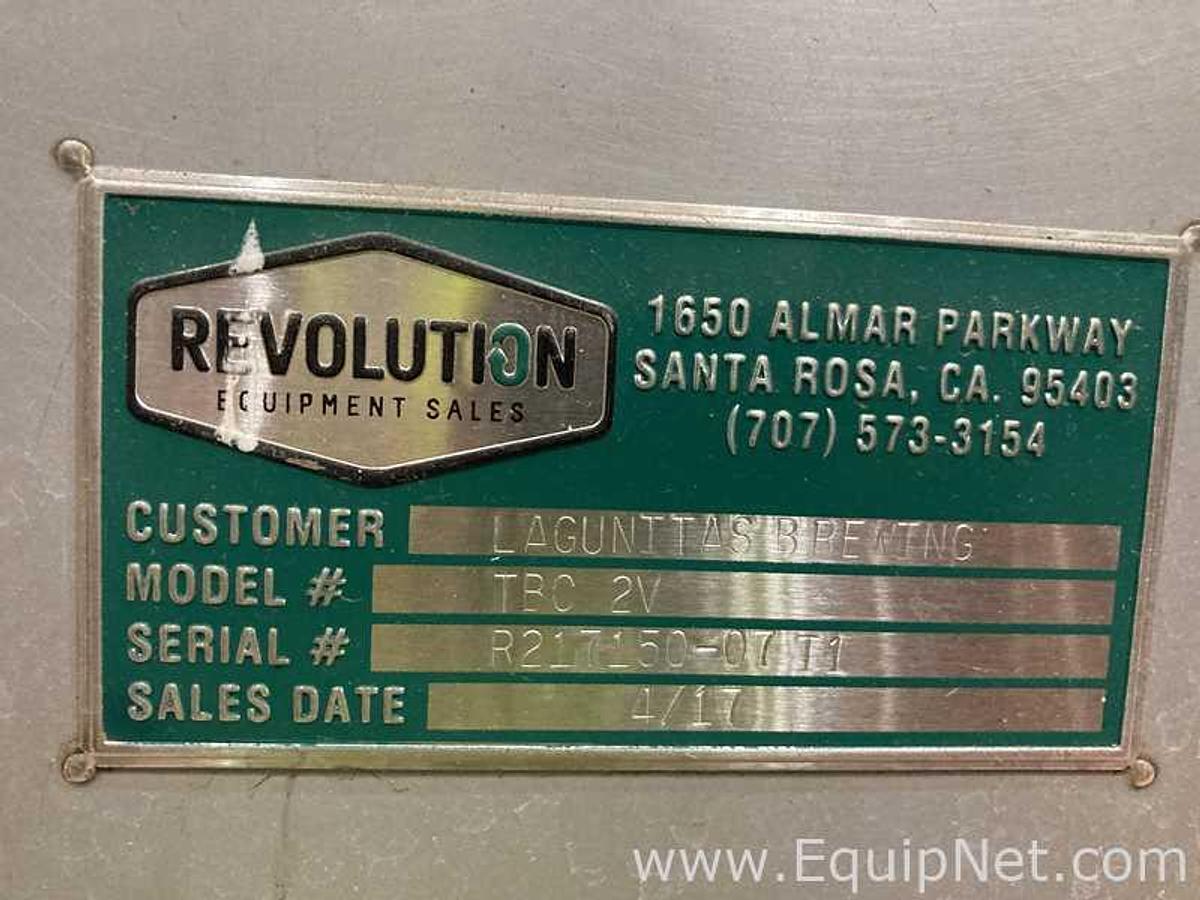 REVOLUTION
EQUIPMENT SALES
1650 ALMAR PARKWAY
SANTA ROSA, CA. 95403
(707) 573-3154
CUSTOMER LAGUNITAS BREWING
MODEL # TBC 2V
SERIAL # R217150-07 T1
SALES DATE 4/17
www.EquipNet.com